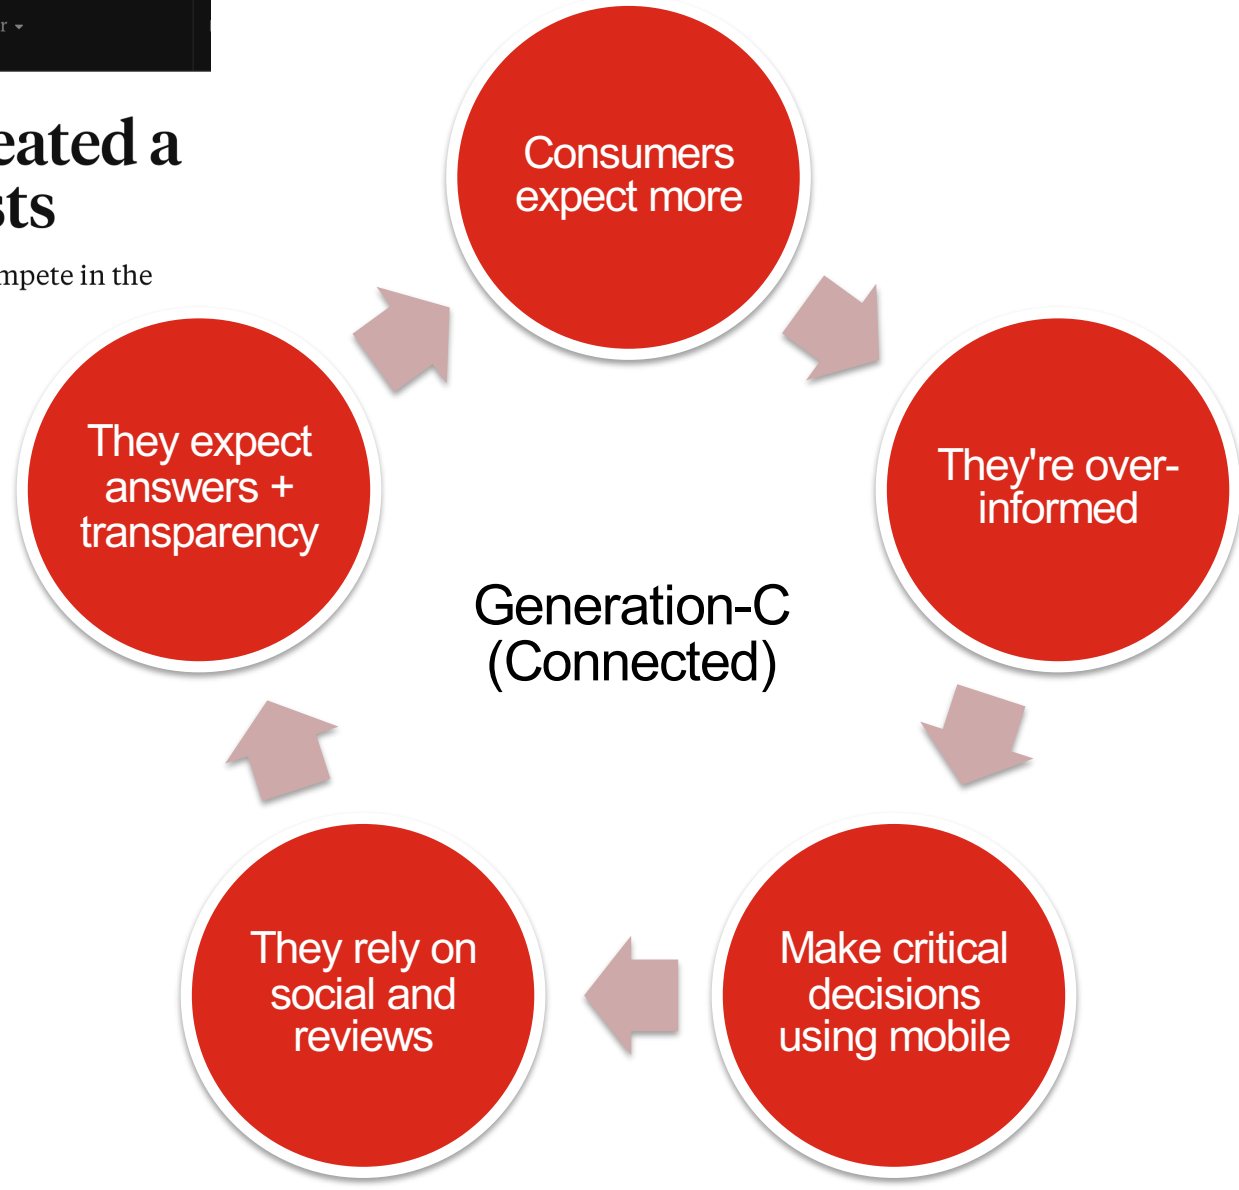 r
eated a
sts
mpete in the
Consumers
expect more
They're over-
informed
Make critical
decisions
using mobile
They rely on
social and
reviews
They expect
answers +
transparency
Generation-C
(Connected)